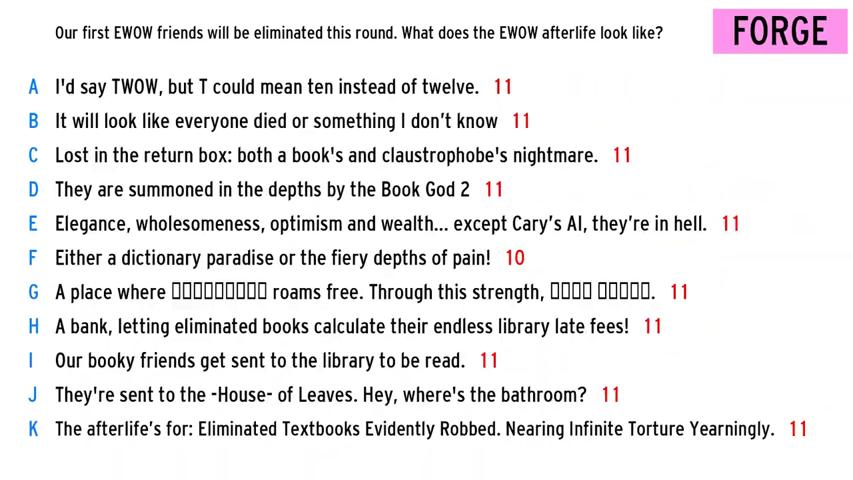 Our first EWOW friends will be eliminated this round. What does the EWOW afterlife look like?
FORGE
A I'd say TWOW, but T could mean ten instead of twelve. 11
B It will look like everyone died or something I don't know 11
C Lost in the return box: both a book's and claustrophobe's nightmare. 11
D They are summoned in the depths by the Book God 2 11
E Elegance, wholesomeness, optimism and wealth... except Cary's AI, they're in hell. 11
F Either a dictionary paradise or the fiery depths of pain! 10
G A place where ▯▯▯▯▯▯▯▯▯ roams free. Through this strength, ▯▯▯▯ ▯▯▯▯▯. 11
H A bank, letting eliminated books calculate their endless library late fees! 11
I Our booky friends get sent to the library to be read. 11
J They're sent to the -House- of Leaves. Hey, where's the bathroom? 11
K The afterlife's for: Eliminated Textbooks Evidently Robbed. Nearing Infinite Torture Yearningly. 11